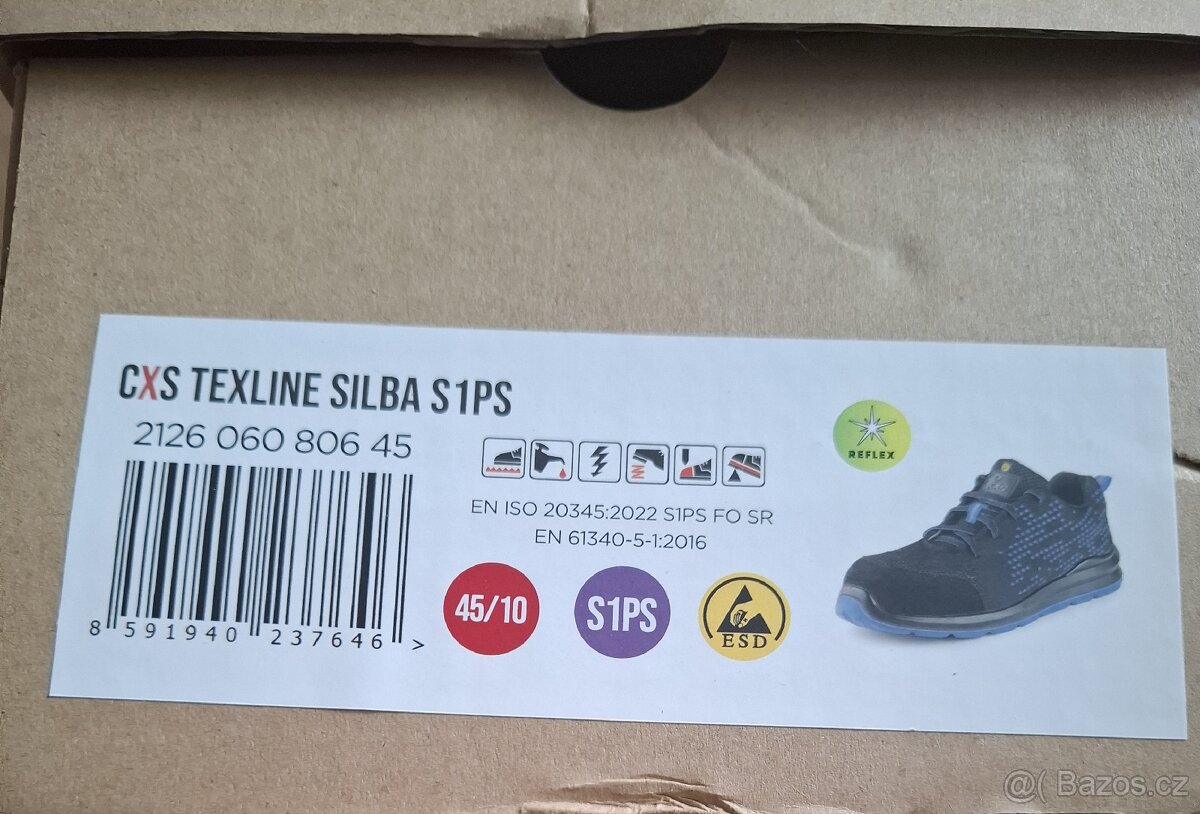 CXS TEXLINE SILBA S1PS
2126 060 806 45
8 591940 237646 >
EN ISO 20345:2022 S1PS FO SR
EN 61340-5-1:2016
45/10
S1PS
ESD
REFLEX
@( Bazos.cz